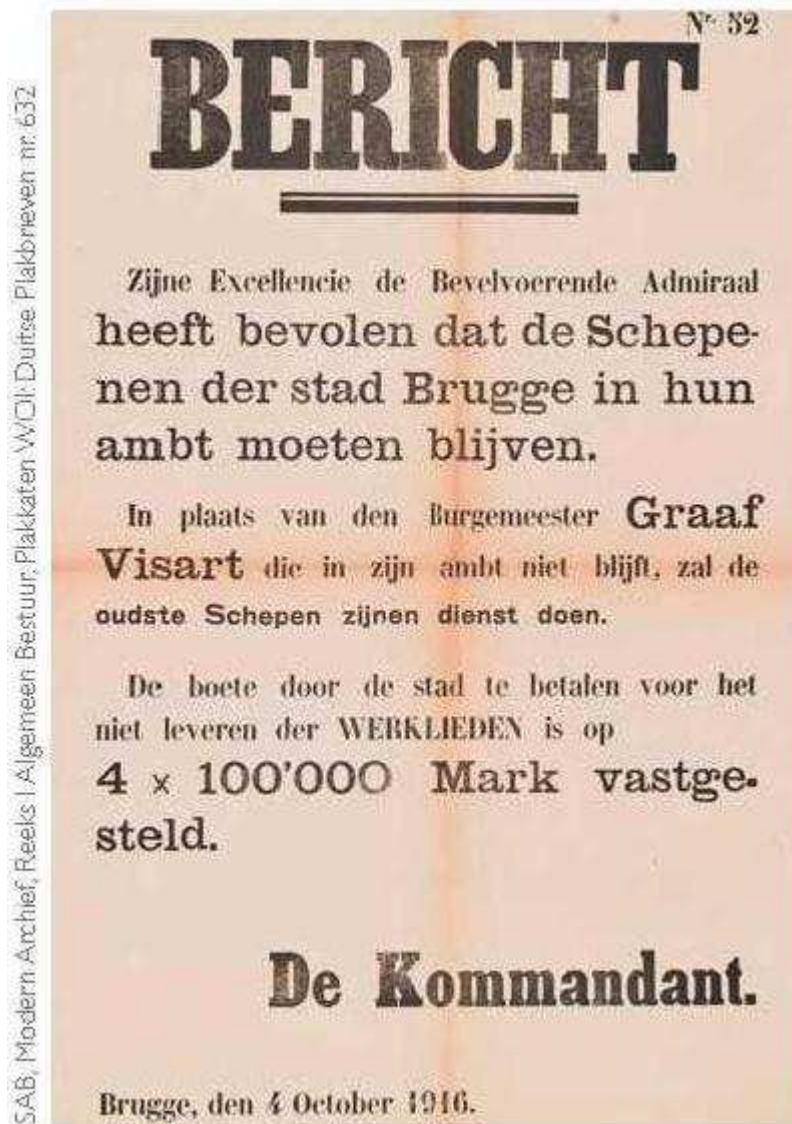 Nr. 52
BERICHT
Zijne Excellencie de Bevelvoerende Admiraal
heeft bevolen dat de Schepe-
nen der stad Brugge in hun
ambt moeten blijven.
In plaats van den Burgemeester Graaf
Visart die in zijn ambt niet blijft, zal de
oudste Schepen zijnen dienst doen.
De boete door de stad te betalen voor het
niet leveren der WERKLIEDEN is op
4 x 100'000 Mark vastge-
steld.
De Kommandant.
Brugge, den 4 October 1916.
SAB, Modern Archief, Reeks I Algemeen Bestuur, Plakkaten WOI: Duitse Plakbrieven nr. 632